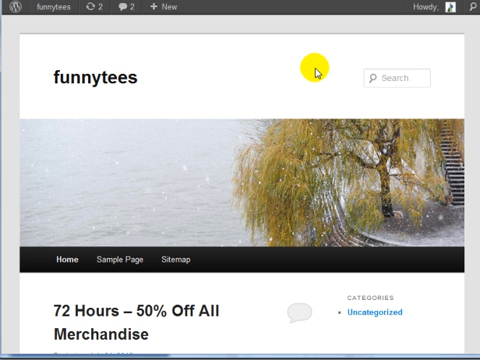 funnytees 2 2 + New Howdy,
funnytees
Search
Home Sample Page Sitemap
72 Hours – 50% Off All
Merchandise
CATEGORIES
Uncategorized